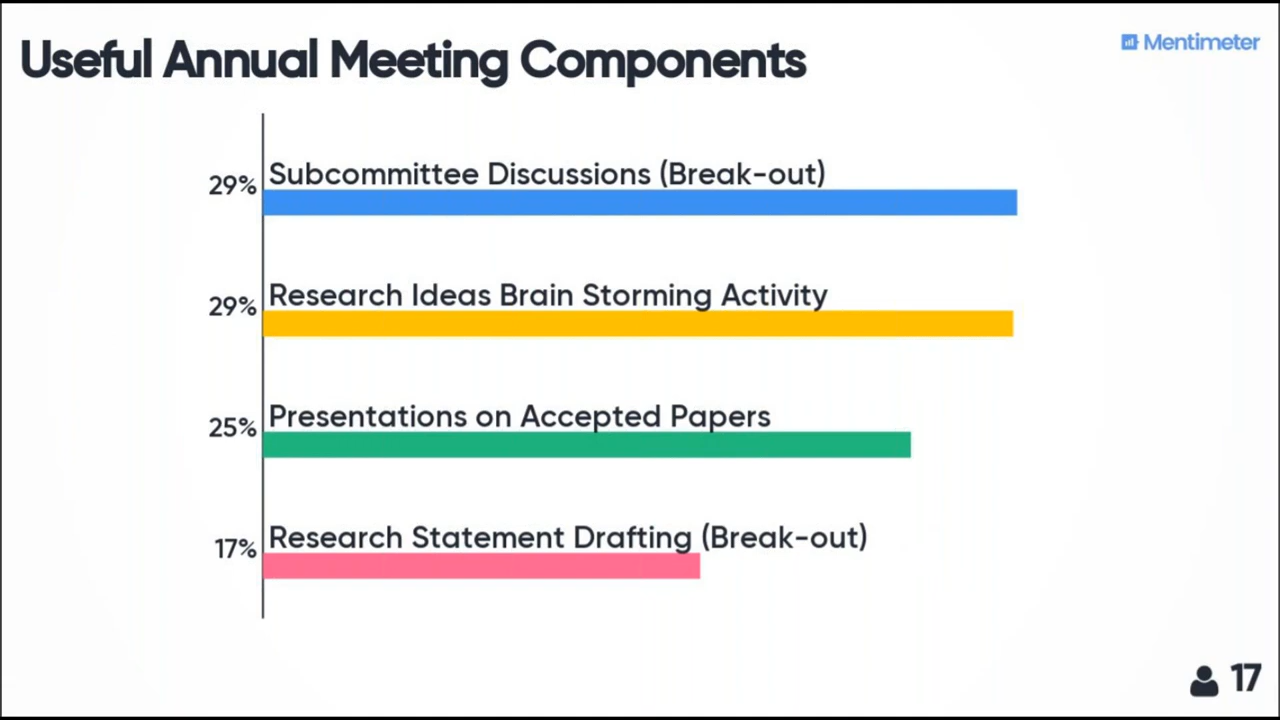 Useful Annual Meeting Components
Mentimeter
29% Subcommittee Discussions (Break-out)
29% Research Ideas Brain Storming Activity
25% Presentations on Accepted Papers
17% Research Statement Drafting (Break-out)
17